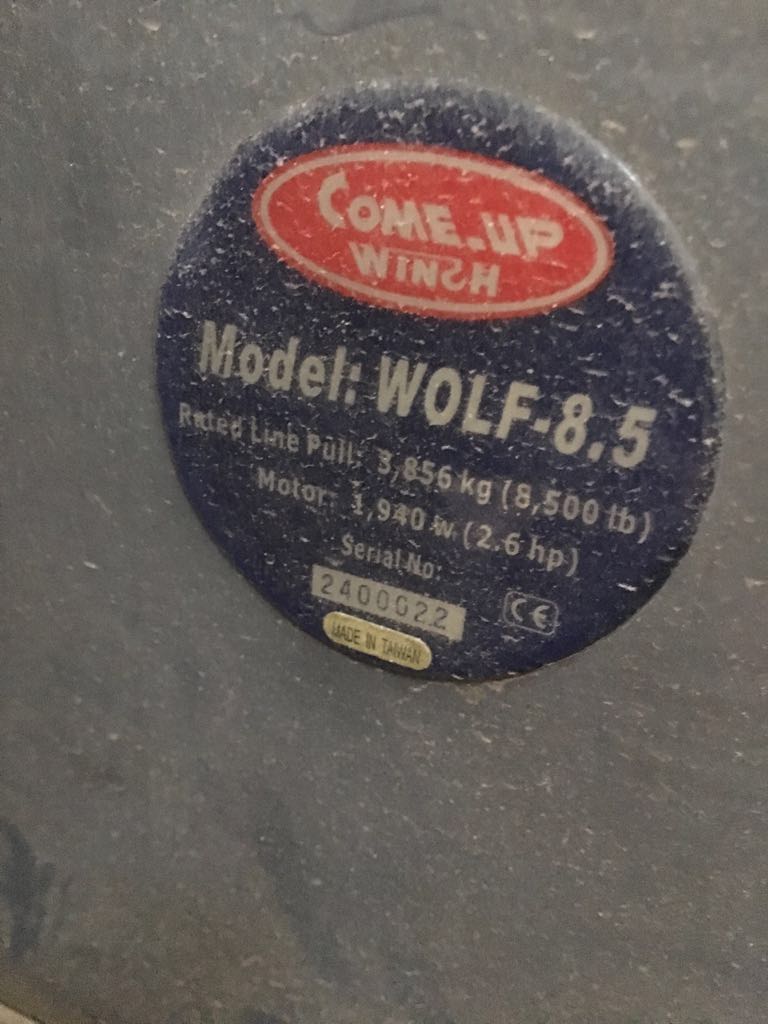 COME-UP
WINCH
Model: WOLF-8.5
Rated Line Pull: 3,856 kg (8,500 lb)
Motor: 1,940 w (2.6 hp)
Serial No:
2400022
CE
MADE IN TAIWAN